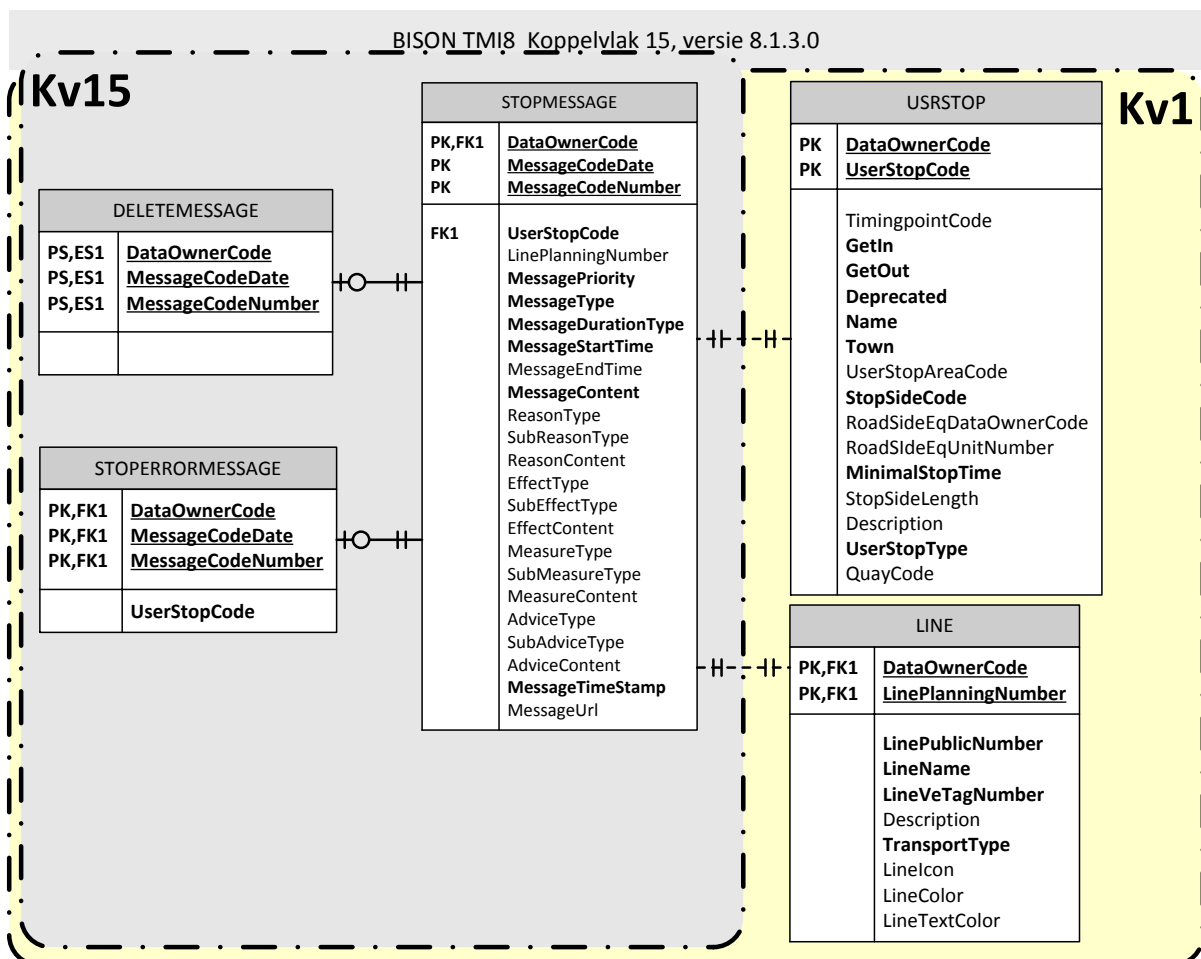 BISON TMI8 Koppelvlak 15, versie 8.1.3.0
Kv15
Kv1
DELETEMESSAGE
PS,ES1 DataOwnerCode
PS,ES1 MessageCodeDate
PS,ES1 MessageCodeNumber
STOPERRORMESSAGE
PK,FK1 DataOwnerCode
PK,FK1 MessageCodeDate
PK,FK1 MessageCodeNumber
UserStopCode
STOPMESSAGE
PK,FK1 DataOwnerCode
PK MessageCodeDate
PK MessageCodeNumber
FK1 UserStopCode
LinePlanningNumber
MessagePriority
MessageType
MessageDurationType
MessageStartTime
MessageEndTime
MessageContent
ReasonType
SubReasonType
ReasonContent
EffectType
SubEffectType
EffectContent
MeasureType
SubMeasureType
MeasureContent
AdviceType
SubAdviceType
AdviceContent
MessageTimeStamp
MessageUrl
USRSTOP
PK DataOwnerCode
PK UserStopCode
TimingpointCode
GetIn
GetOut
Deprecated
Name
Town
UserStopAreaCode
StopSideCode
RoadSideEqDataOwnerCode
RoadSIdeEqUnitNumber
MinimalStopTime
StopSideLength
Description
UserStopType
QuayCode
LINE
PK,FK1 DataOwnerCode
PK,FK1 LinePlanningNumber
LinePublicNumber
LineName
LineVeTagNumber
Description
TransportType
LineIcon
LineColor
LineTextColor